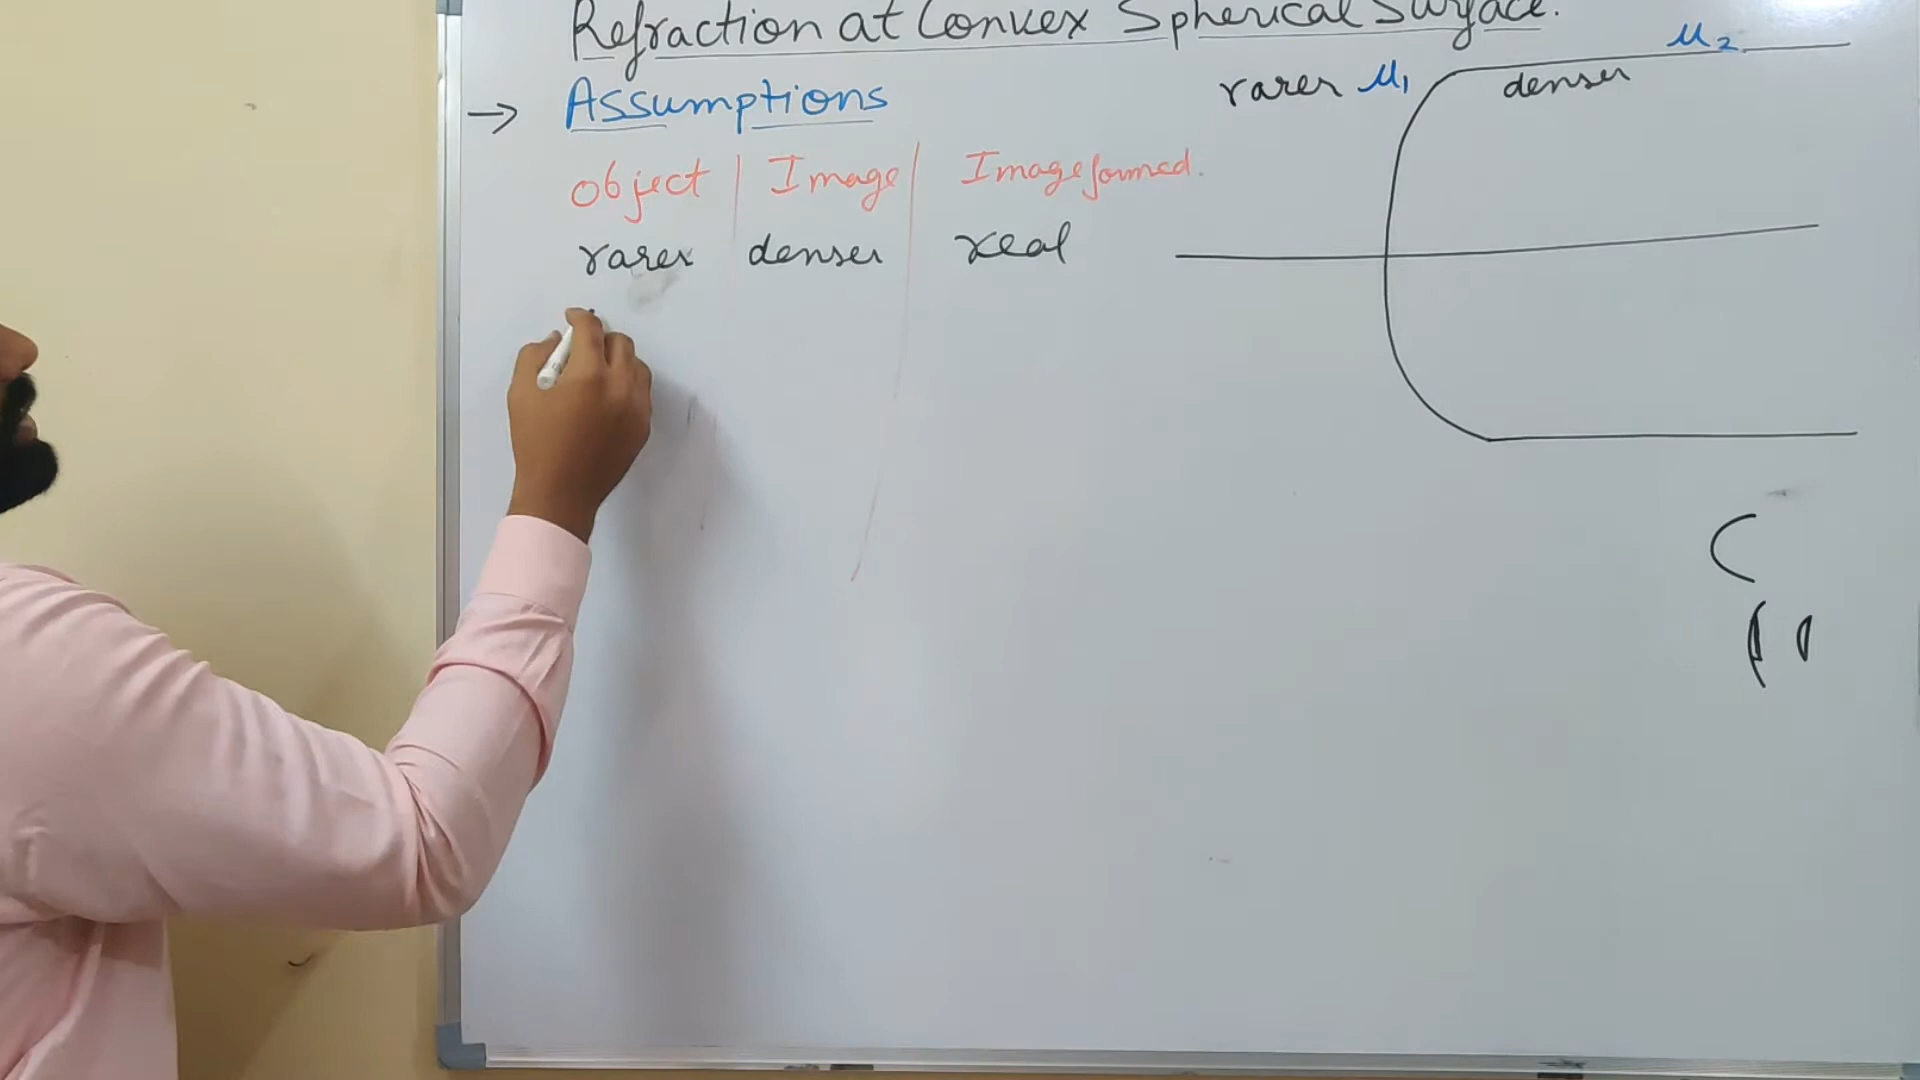 Refraction at Convex Spherical Surface.
→ Assumptions
Object | Image | Image formed.
rarer denser real
rarer μ₁
denser
μ₂